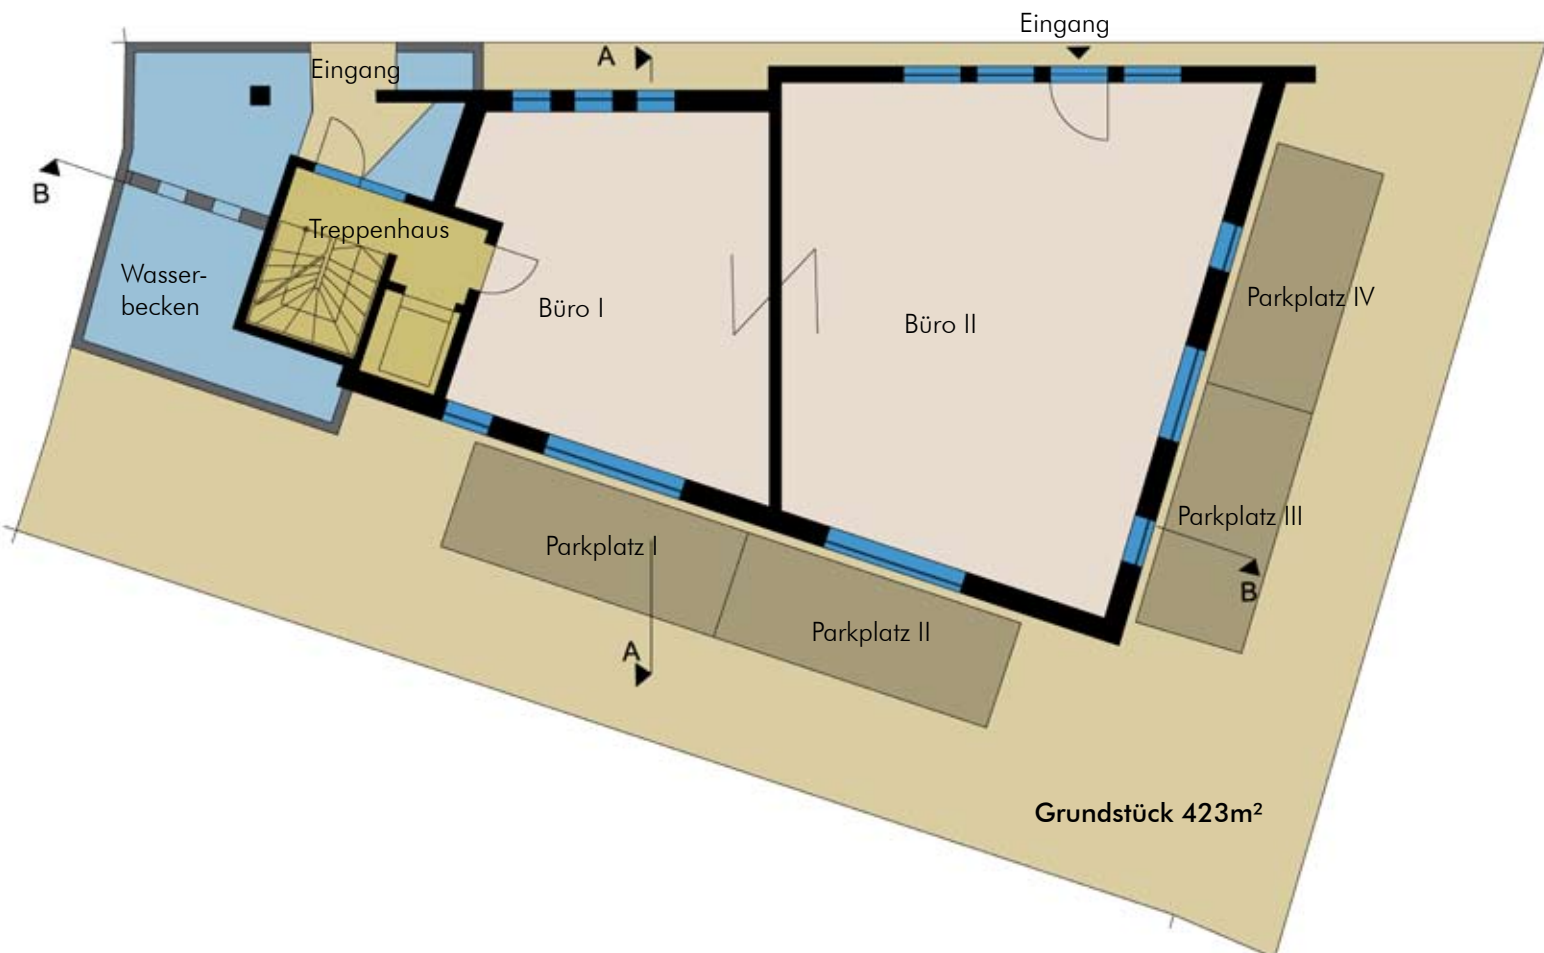 Eingang
A
Eingang
B
Treppenhaus
Wasser-
becken
Büro I
Büro II
Parkplatz IV
Parkplatz III
Parkplatz I
B
Parkplatz II
A
Grundstück 423m²